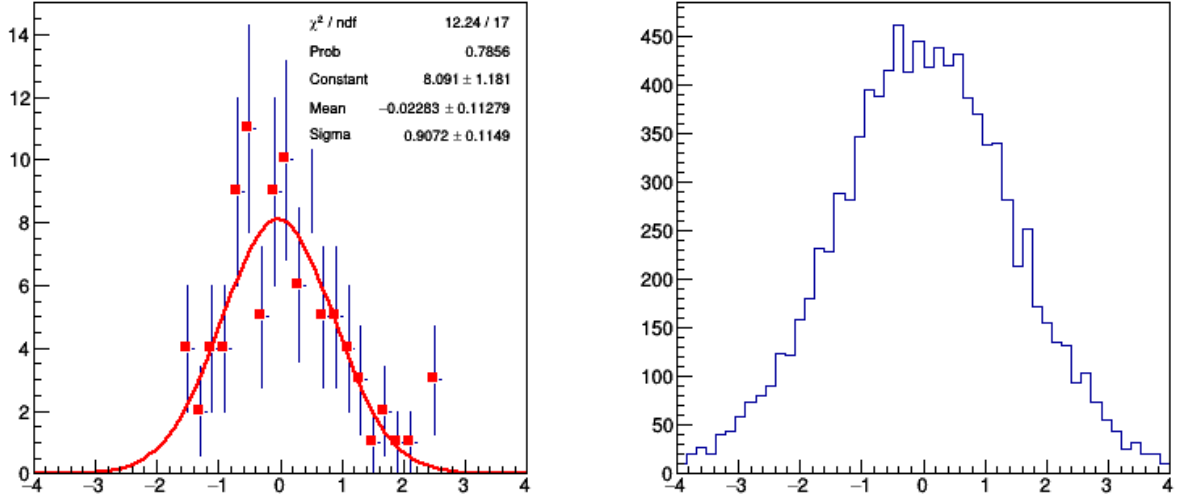 χ² / ndf 12.24 / 17
Prob 0.7856
Constant 8.091 ± 1.181
Mean −0.02283 ± 0.11279
Sigma 0.9072 ± 0.1149
14
12
10
8
6
4
2
0
−4 −3 −2 −1 0 1 2 3 4
450
400
350
300
250
200
150
100
50
0
−4 −3 −2 −1 0 1 2 3 4